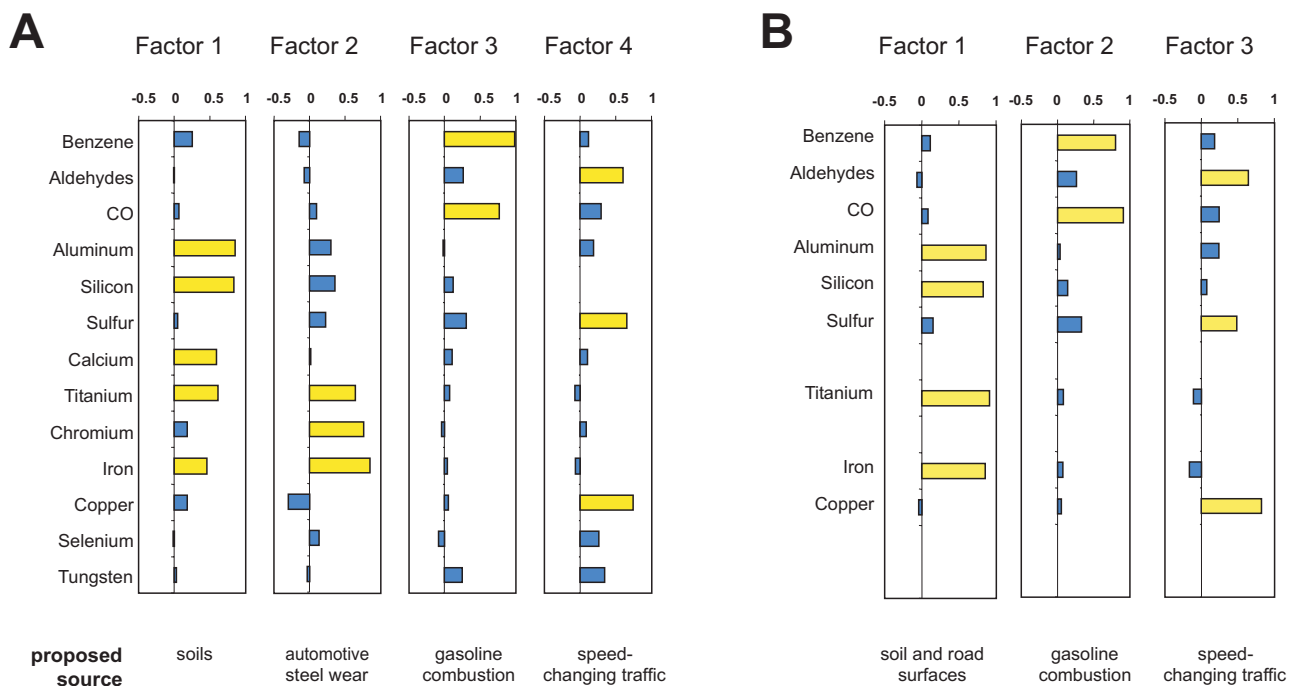 A
Factor 1 Factor 2 Factor 3 Factor 4
-0.5 0 0.5 1 -0.5 0 0.5 1 -0.5 0 0.5 1 -0.5 0 0.5 1
Benzene
Aldehydes
CO
Aluminum
Silicon
Sulfur
Calcium
Titanium
Chromium
Iron
Copper
Selenium
Tungsten
proposed
source
soils
automotive
steel wear
gasoline
combustion
speed-
changing traffic
B
Factor 1 Factor 2 Factor 3
-0.5 0 0.5 1 -0.5 0 0.5 1 -0.5 0 0.5 1
Benzene
Aldehydes
CO
Aluminum
Silicon
Sulfur
Titanium
Iron
Copper
soil and road
surfaces
gasoline
combustion
speed-
changing traffic